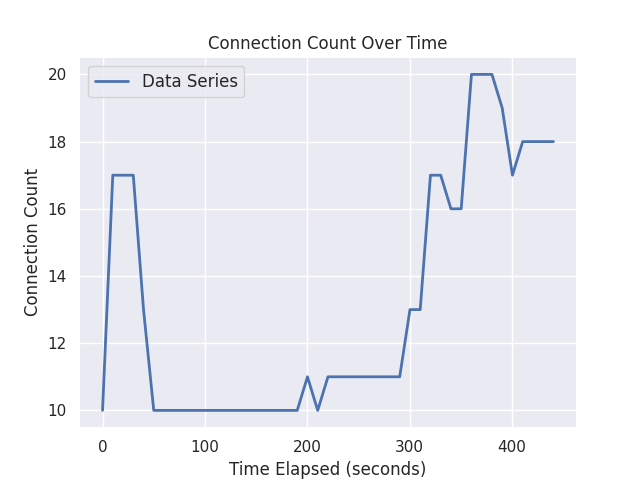 Connection Count Over Time
Data Series
Connection Count
20
18
16
14
12
10
0 100 200 300 400
Time Elapsed (seconds)